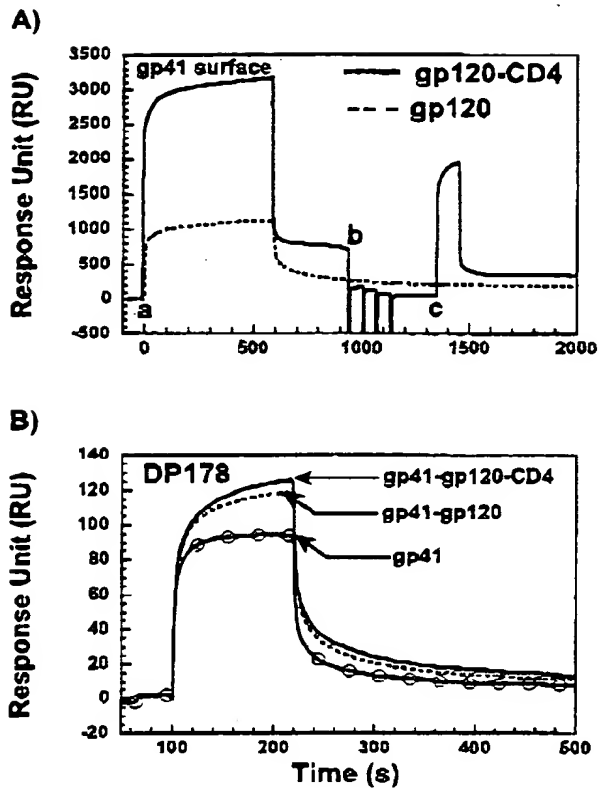 A)
Response Unit (RU)
3500
3000
2500
2000
1500
1000
500
0
-500
gp41 surface
gp120-CD4
gp120
a
b
c
0
500
1000
1500
2000
B)
Response Unit (RU)
140
120
100
80
60
40
20
0
-20
DP178
gp41-gp120-CD4
gp41-gp120
gp41
100
200
300
400
500
Time (s)